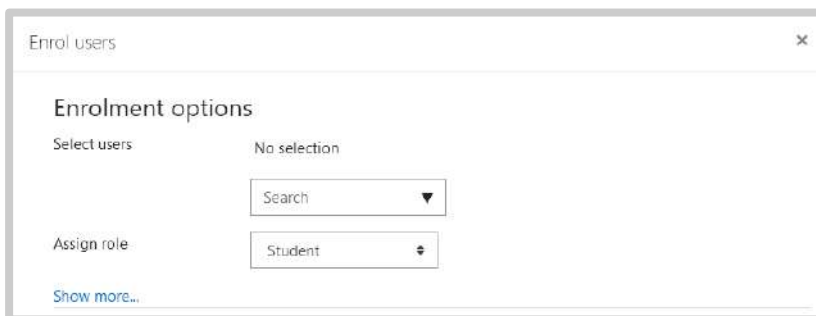 Enrol users ×
Enrolment options
Select users No selection
Search ▼
Assign role Student
Show more...